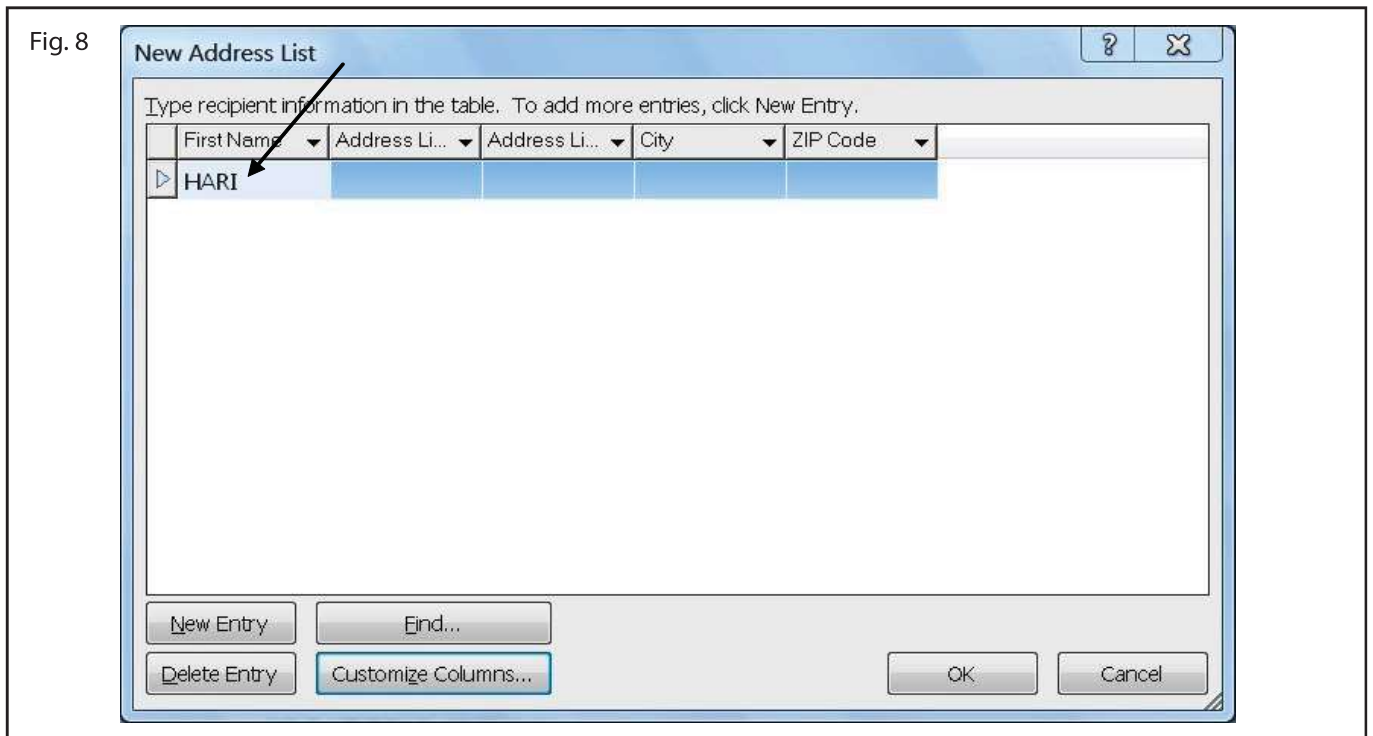 Fig. 8
New Address List
Type recipient information in the table. To add more entries, click New Entry.
First Name Address Li... Address Li... City ZIP Code
HARI
New Entry Find...
Delete Entry Customize Columns... OK Cancel